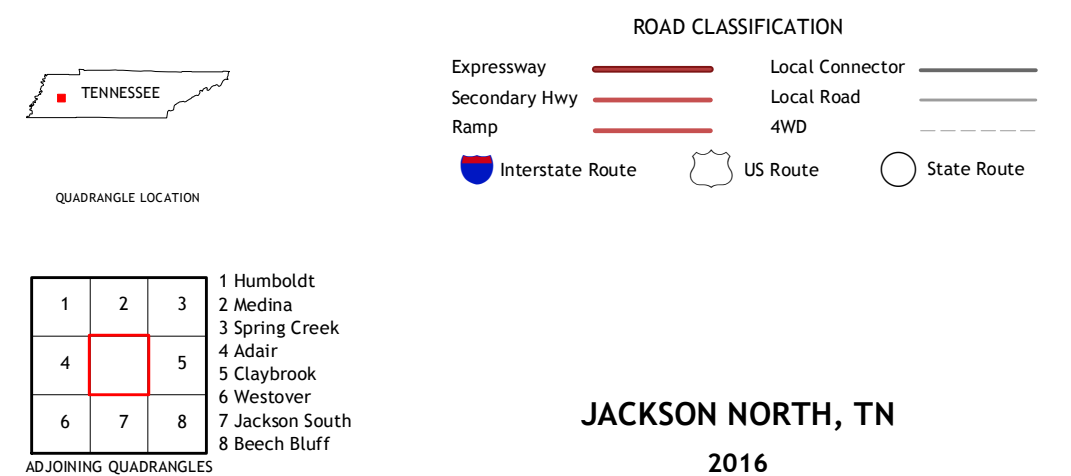 TENNESSEE
QUADRANGLE LOCATION
ROAD CLASSIFICATION
Expressway
Secondary Hwy
Ramp
Local Connector
Local Road
4WD
Interstate Route
US Route
State Route
1 2 3
4 5
6 7 8
ADJOINING QUADRANGLES
1 Humboldt
2 Medina
3 Spring Creek
4 Adair
5 Claybrook
6 Westover
7 Jackson South
8 Beech Bluff
JACKSON NORTH, TN
2016